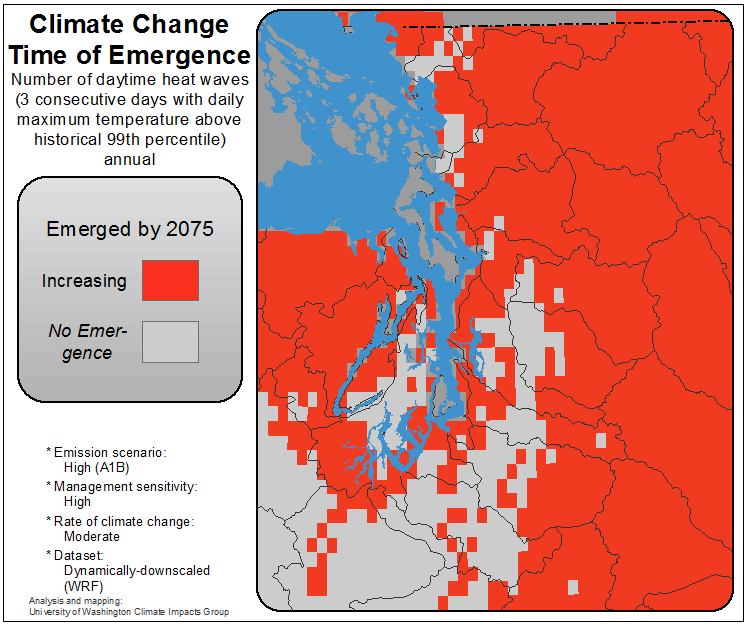 Climate Change
Time of Emergence
Number of daytime heat waves
(3 consecutive days with daily
maximum temperature above
historical 99th percentile)
annual
Emerged by 2075
Increasing
No Emer-
gence
* Emission scenario:
High (A1B)
* Management sensitivity:
High
* Rate of climate change:
Moderate
* Dataset:
Dynamically-downscaled
(WRF)
Analysis and mapping:
University of Washington Climate Impacts Group